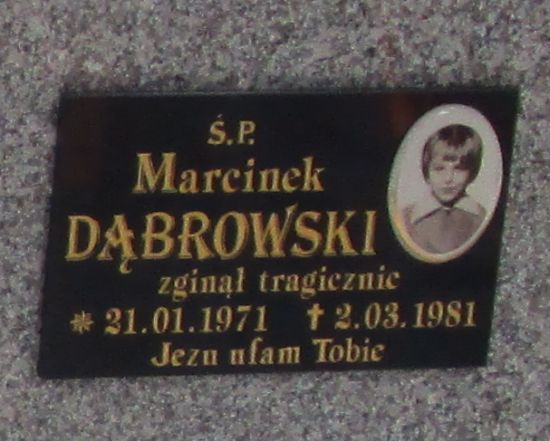 Ś.P.
Marcinek
DĄBROWSKI
zginął tragicznie
* 21.01.1971 † 2.03.1981
Jezu ufam Tobie